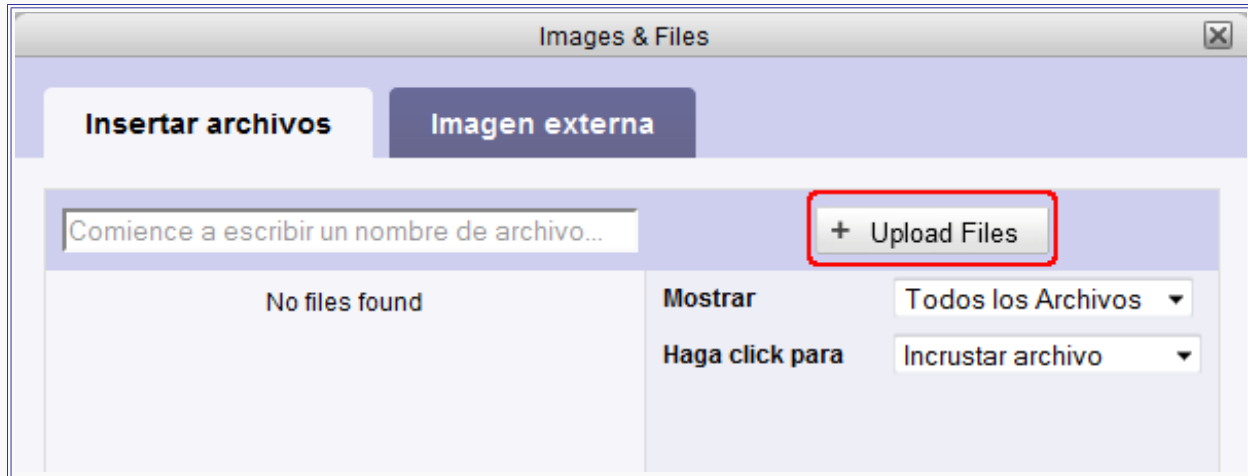 Images & Files
Insertar archivos
Imagen externa
Comience a escribir un nombre de archivo...
+ Upload Files
No files found
Mostrar
Todos los Archivos
Haga click para
Incrustar archivo